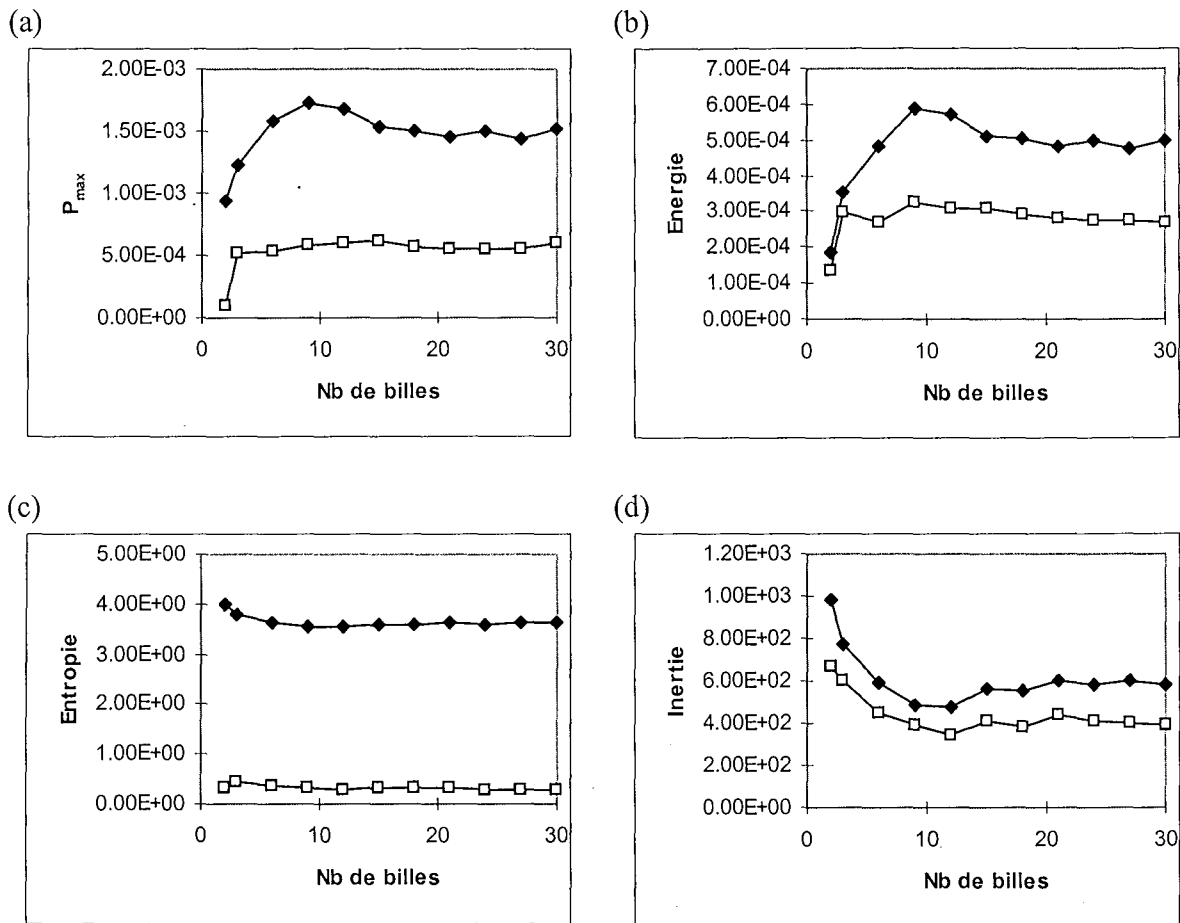 (a)
2.00E-03
1.50E-03
1.00E-03
5.00E-04
0.00E+00
Pmax
0 10 20 30
Nb de billes
(b)
7.00E-04
6.00E-04
5.00E-04
4.00E-04
3.00E-04
2.00E-04
1.00E-04
0.00E+00
Energie
0 10 20 30
Nb de billes
(c)
5.00E+00
4.00E+00
3.00E+00
2.00E+00
1.00E+00
0.00E+00
Entropie
0 10 20 30
Nb de billes
(d)
1.20E+03
1.00E+03
8.00E+02
6.00E+02
4.00E+02
2.00E+02
0.00E+00
Inertie
0 10 20 30
Nb de billes